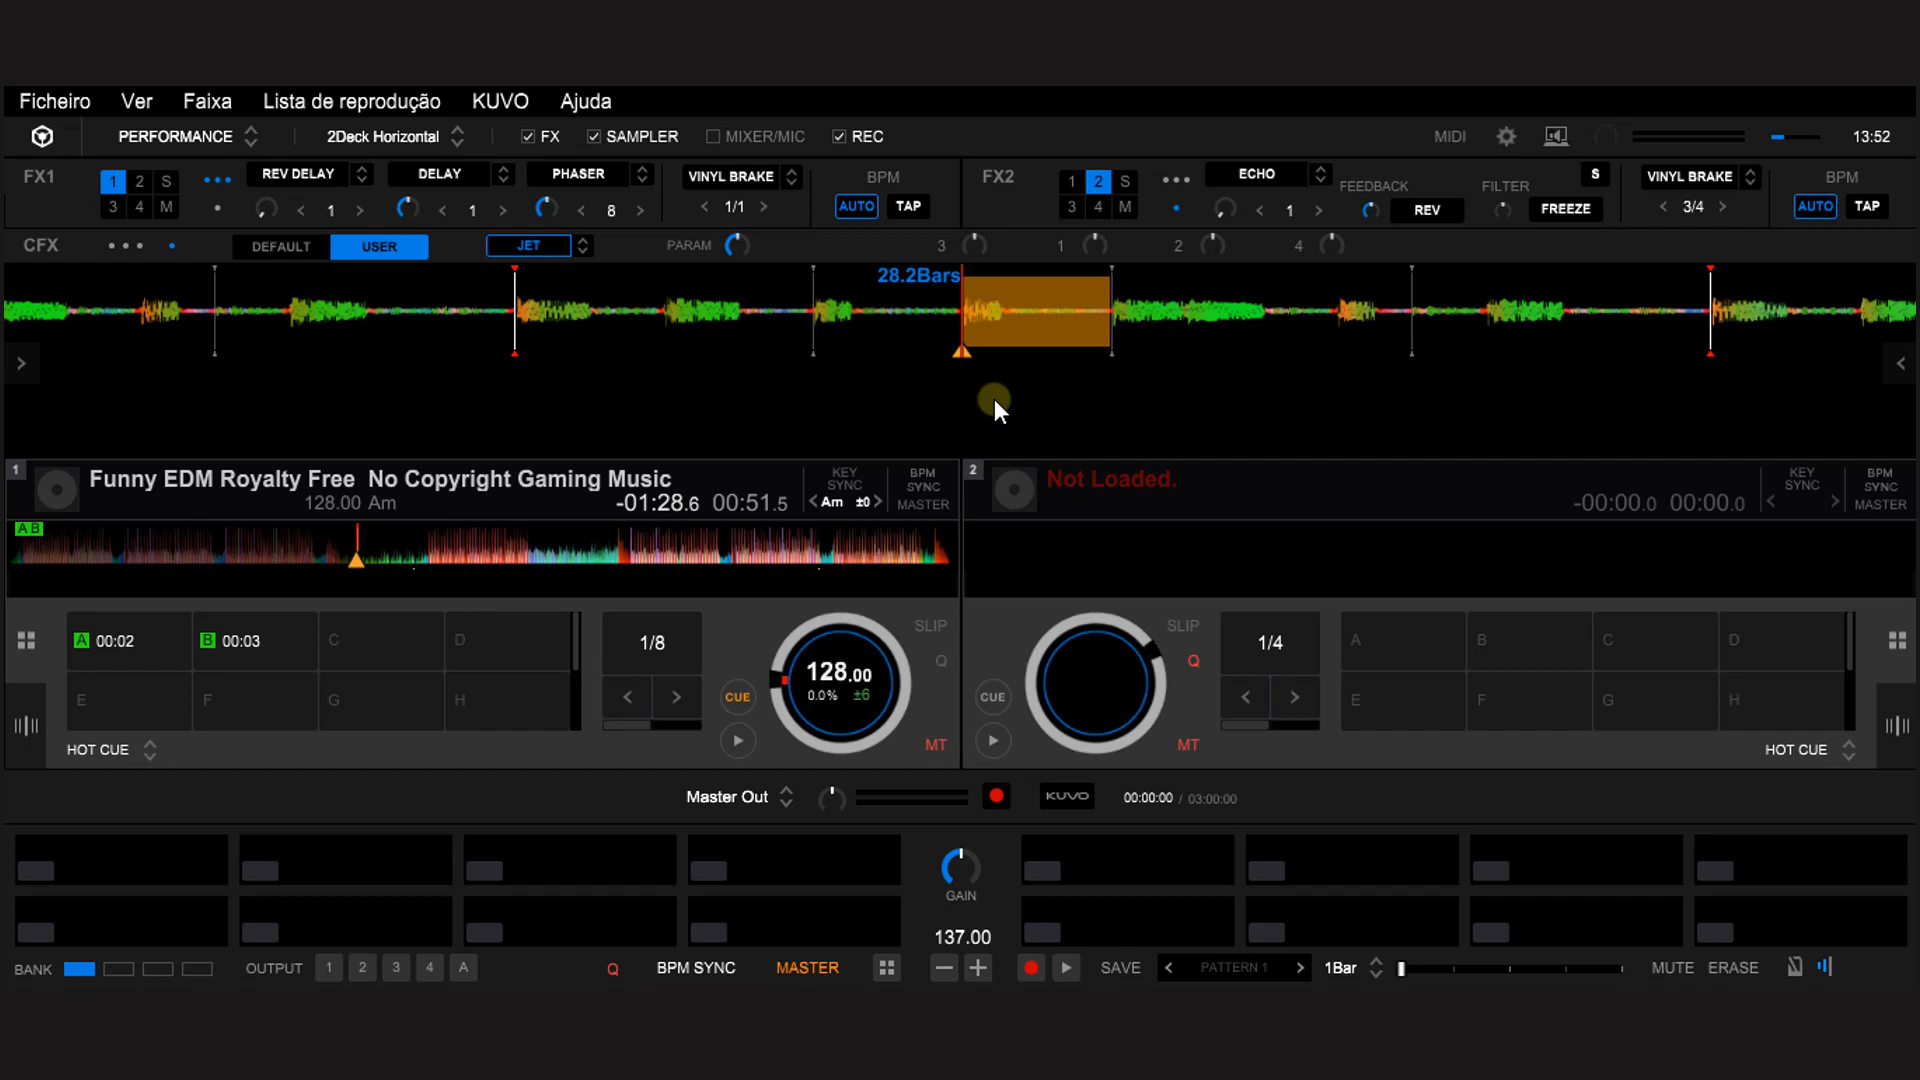 Ficheiro Ver Faixa Lista de reprodução KUVO Ajuda
PERFORMANCE 2Deck Horizontal FX SAMPLER MIXER/MIC REC MIDI 13:52
FX1 1 2 S REV DELAY DELAY PHASER VINYL BRAKE BPM FX2 1 2 S ECHO FEEDBACK FILTER S VINYL BRAKE BPM
3 4 M 1 1 8 1/1 AUTO TAP 3 4 M 1 REV FREEZE 3/4 AUTO TAP
CFX DEFAULT USER JET PARAM 3 1 2 4
28.2Bars
1 Funny EDM Royalty Free No Copyright Gaming Music KEY SYNC BPM SYNC 2 Not Loaded. KEY SYNC BPM SYNC
128.00 Am -01:28.6 00:51.5 Am ±0 MASTER -00:00.0 00:00.0 MASTER
A B
A 00:02 B 00:03 C D 1/8 128.00 SLIP SLIP 1/4 A B C D
0.0% ±6 Q Q
E F G H CUE CUE E F G H
HOT CUE MT MT HOT CUE
Master Out KUVO 00:00:00 / 03:00:00
GAIN
137.00
BANK OUTPUT 1 2 3 4 A Q BPM SYNC MASTER SAVE PATTERN 1 1Bar MUTE ERASE